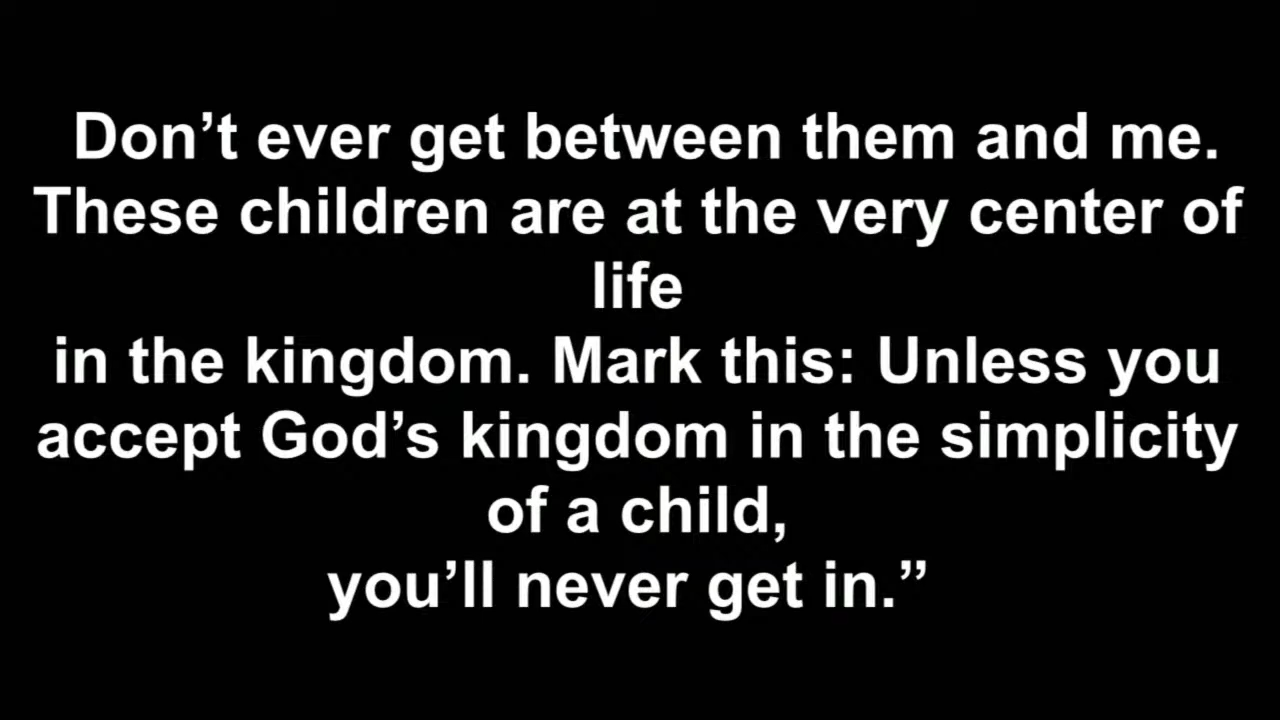 Don’t ever get between them and me.
These children are at the very center of
life
in the kingdom. Mark this: Unless you
accept God’s kingdom in the simplicity
of a child,
you’ll never get in.”